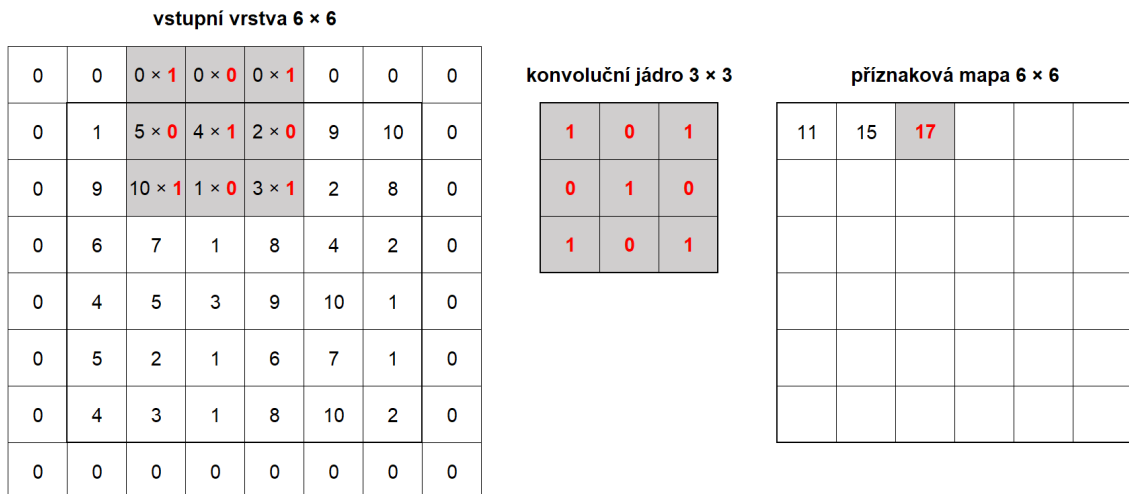 vstupní vrstva 6 × 6
0 0 0 × 1 0 × 0 0 × 1 0 0 0
0 1 5 × 0 4 × 1 2 × 0 9 10 0
0 9 10 × 1 1 × 0 3 × 1 2 8 0
0 6 7 1 8 4 2 0
0 4 5 3 9 10 1 0
0 5 2 1 6 7 1 0
0 4 3 1 8 10 2 0
0 0 0 0 0 0 0 0
konvoluční jádro 3 × 3
1 0 1
0 1 0
1 0 1
příznaková mapa 6 × 6
11 15 17